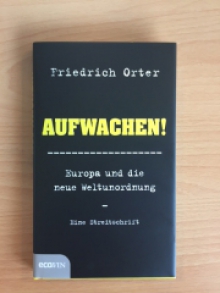 Friedrich Orter
AUFWACHEN!
Europa und die
neue Weltunordnung
–
Eine Streitschrift
ecoWIN